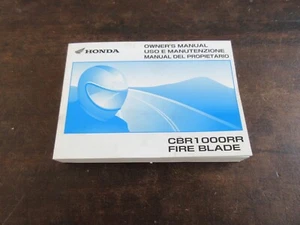 HONDA
OWNER'S MANUAL
USO E MANUTENZIONE
MANUAL DEL PROPIETARIO
CBR1000RR
FIRE BLADE